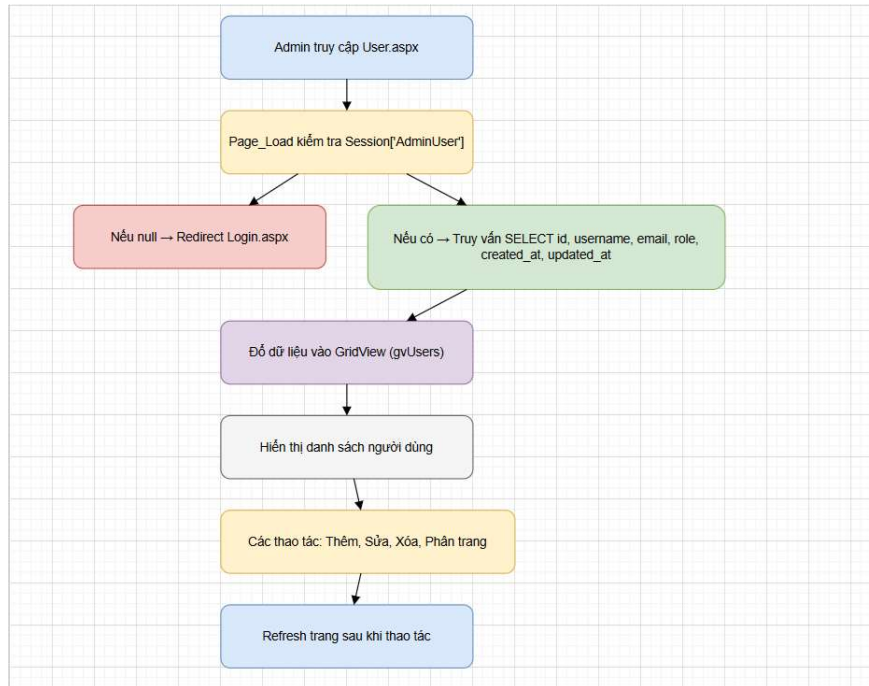 Admin truy cập User.aspx
Page_Load kiểm tra Session['AdminUser']
Nếu null → Redirect Login.aspx
Nếu có → Truy vấn SELECT id, username, email, role,
created_at, updated_at
Đổ dữ liệu vào GridView (gvUsers)
Hiển thị danh sách người dùng
Các thao tác: Thêm, Sửa, Xóa, Phân trang
Refresh trang sau khi thao tác